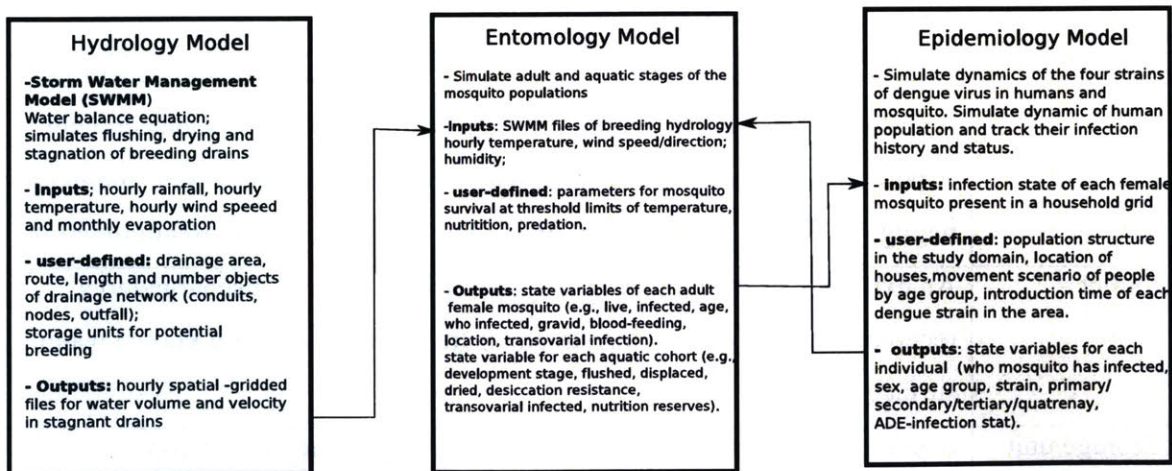 Hydrology Model
-Storm Water Management
Model (SWMM)
Water balance equation;
simulates flushing, drying and
stagnation of breeding drains
- Inputs; hourly rainfall, hourly
temperature, hourly wind speeed
and monthly evaporation
- user-defined: drainage area,
route, length and number objects
of drainage network (conduits,
nodes, outfall);
storage units for potential
breeding
- Outputs: hourly spatial -gridded
files for water volume and velocity
in stagnant drains
Entomology Model
- Simulate adult and aquatic stages of the
mosquito populations
-Inputs: SWMM files of breeding hydrology
hourly temperature, wind speed/direction;
humidity;
- user-defined: parameters for mosquito
survival at threshold limits of temperature,
nutritition, predation.
- Outputs: state variables of each adult
female mosquito (e.g., live, infected, age,
who infected, gravid, blood-feeding,
location, transovarial infection).
state variable for each aquatic cohort (e.g.,
development stage, flushed, displaced,
dried, desiccation resistance,
transovarial infected, nutrition reserves).
Epidemiology Model
- Simulate dynamics of the four strains
of dengue virus in humans and
mosquito. Simulate dynamic of human
population and track their infection
history and status.
- inputs: infection state of each female
mosquito present in a household grid
- user-defined: population structure
in the study domain, location of
houses,movement scenario of people
by age group, introduction time of each
dengue strain in the area.
- outputs: state variables for each
individual (who mosquito has infected,
sex, age group, strain, primary/
secondary/tertiary/quatrenay,
ADE-infection stat).